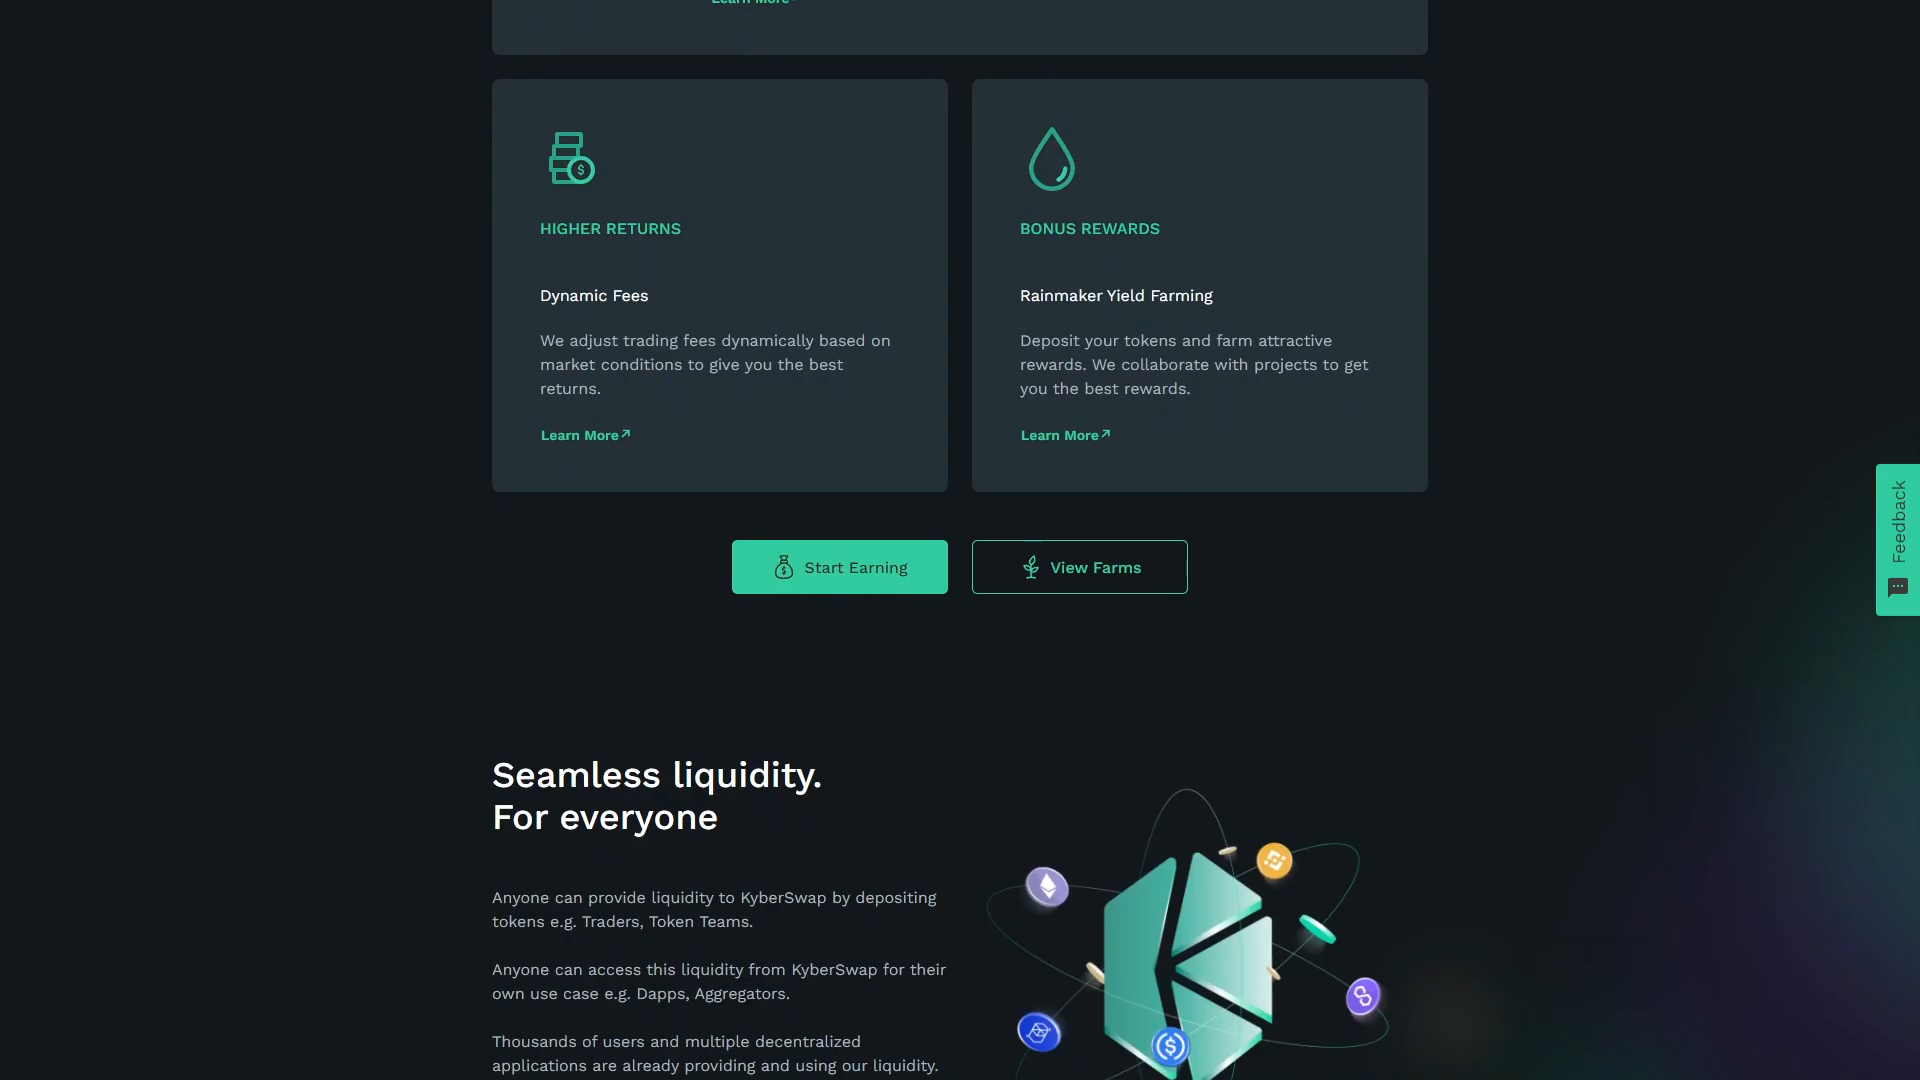 Learn More
HIGHER RETURNS
Dynamic Fees
We adjust trading fees dynamically based on
market conditions to give you the best
returns.
Learn More↗
BONUS REWARDS
Rainmaker Yield Farming
Deposit your tokens and farm attractive
rewards. We collaborate with projects to get
you the best rewards.
Learn More↗
Start Earning
View Farms
Feedback
Seamless liquidity.
For everyone
Anyone can provide liquidity to KyberSwap by depositing
tokens e.g. Traders, Token Teams.
Anyone can access this liquidity from KyberSwap for their
own use case e.g. Dapps, Aggregators.
Thousands of users and multiple decentralized
applications are already providing and using our liquidity.